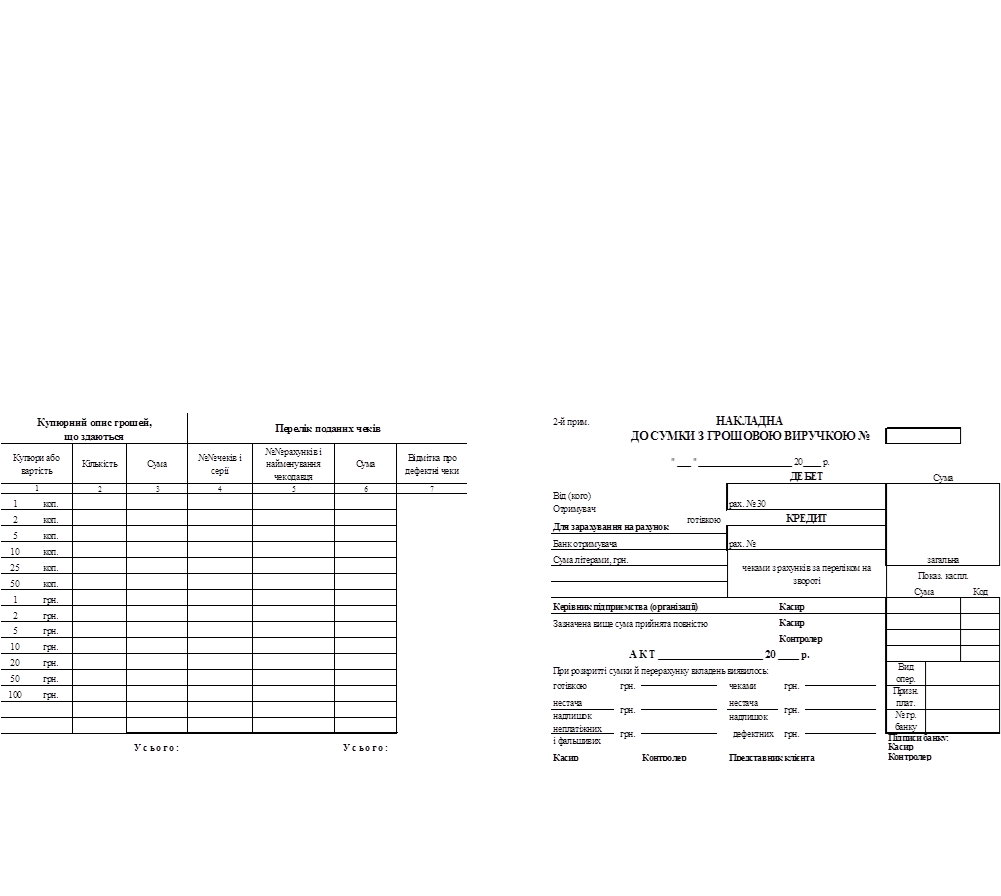 Купюрний опис грошей,
що здаються
Перелік поданих чеків
Купюри або вартість
Кількість
Сума
№№чеків і серії
№№рахунків і найменування чекодавця
Сума
Відмітка про дефектні чеки
1 2 3 4 5 6 7
1 коп.
2 коп.
5 коп.
10 коп.
25 коп.
50 коп.
1 грн.
2 грн.
5 грн.
10 грн.
20 грн.
50 грн.
100 грн.
Усього: Усього:
2-й прим. НАКЛАДНА
ДО СУМКИ З ГРОШОВОЮ ВИРУЧКОЮ №
" ___ " ____________________ 20____ р.
ДЕБЕТ Сума
Від (кого)
Отримувач рах. №30
готівкою КРЕДИТ
Для зарахування на рахунок
Банк отримувача рах. №
Сума літерами, грн. загальна
чеками з рахунків за переліком на
звороті
Показ. каспл.
Сума Код
Керівник підприємства (організації) Касир
Зазначена вище сума прийнята повністю Касир
Контролер
АКТ ______________________ 20 ____ р.
Вид
опер.
При розкритті сумки й перерахунку вкладень виявилось:
готівкою грн. чеками грн.
Призн.
плат.
нестача грн. нестача грн.
надлишок надлишок
№ гр.
банку
неплатіжних
і фальшивих грн. дефектних грн.
Підписи банку:
Касир
Контролер
Касир Контролер Представник клієнта